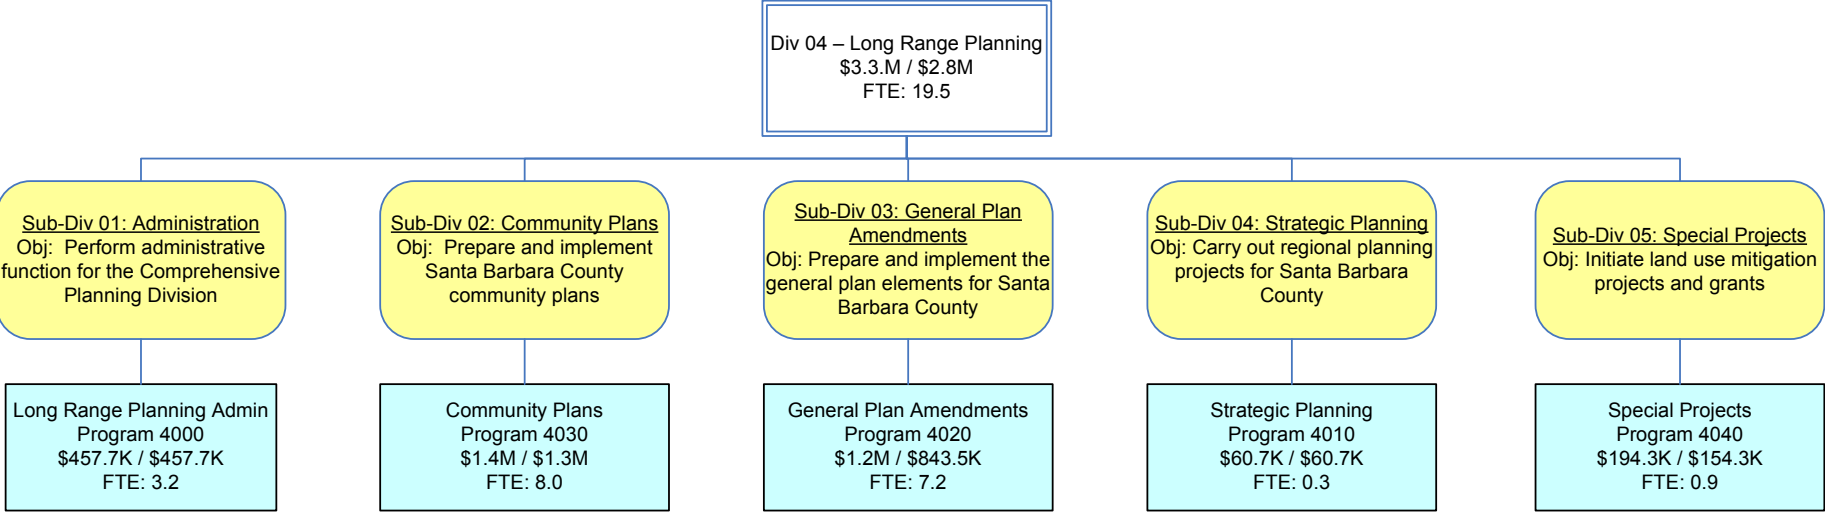 Div 04 – Long Range Planning
$3.3.M / $2.8M
FTE: 19.5
Sub-Div 01: Administration
Obj: Perform administrative
function for the Comprehensive
Planning Division
Sub-Div 02: Community Plans
Obj: Prepare and implement
Santa Barbara County
community plans
Sub-Div 03: General Plan
Amendments
Obj: Prepare and implement the
general plan elements for Santa
Barbara County
Sub-Div 04: Strategic Planning
Obj: Carry out regional planning
projects for Santa Barbara
County
Sub-Div 05: Special Projects
Obj: Initiate land use mitigation
projects and grants
Long Range Planning Admin
Program 4000
$457.7K / $457.7K
FTE: 3.2
Community Plans
Program 4030
$1.4M / $1.3M
FTE: 8.0
General Plan Amendments
Program 4020
$1.2M / $843.5K
FTE: 7.2
Strategic Planning
Program 4010
$60.7K / $60.7K
FTE: 0.3
Special Projects
Program 4040
$194.3K / $154.3K
FTE: 0.9